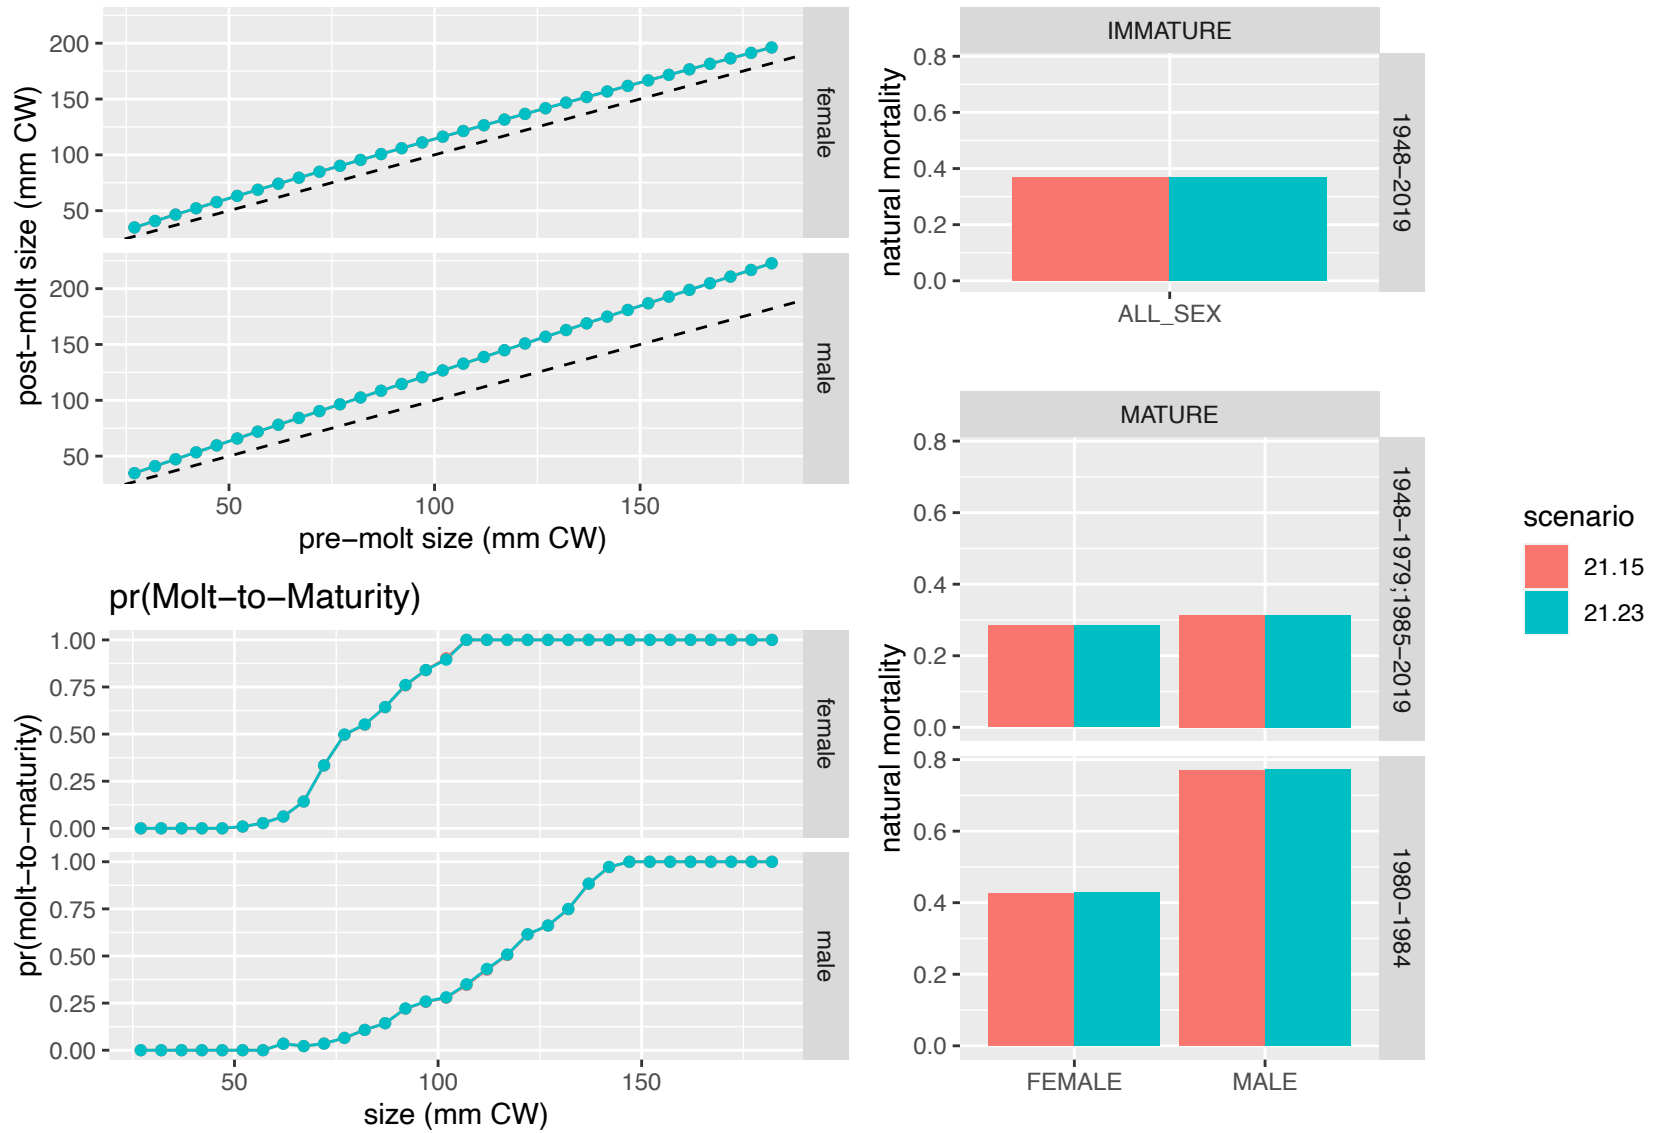 200
150
100
50
female
200
150
100
50
male
post−molt size (mm CW)
50
100
150
pre−molt size (mm CW)
pr(Molt−to−Maturity)
1.00
0.75
0.50
0.25
0.00
female
1.00
0.75
0.50
0.25
0.00
male
pr(molt−to−maturity)
50
100
150
size (mm CW)
IMMATURE
0.8
0.6
0.4
0.2
0.0
natural mortality
1948−2019
ALL_SEX
MATURE
0.8
0.6
0.4
0.2
0.0
natural mortality
1948−1979;1985−2019
0.8
0.6
0.4
0.2
0.0
natural mortality
1980−1984
FEMALE
MALE
scenario
21.15
21.23